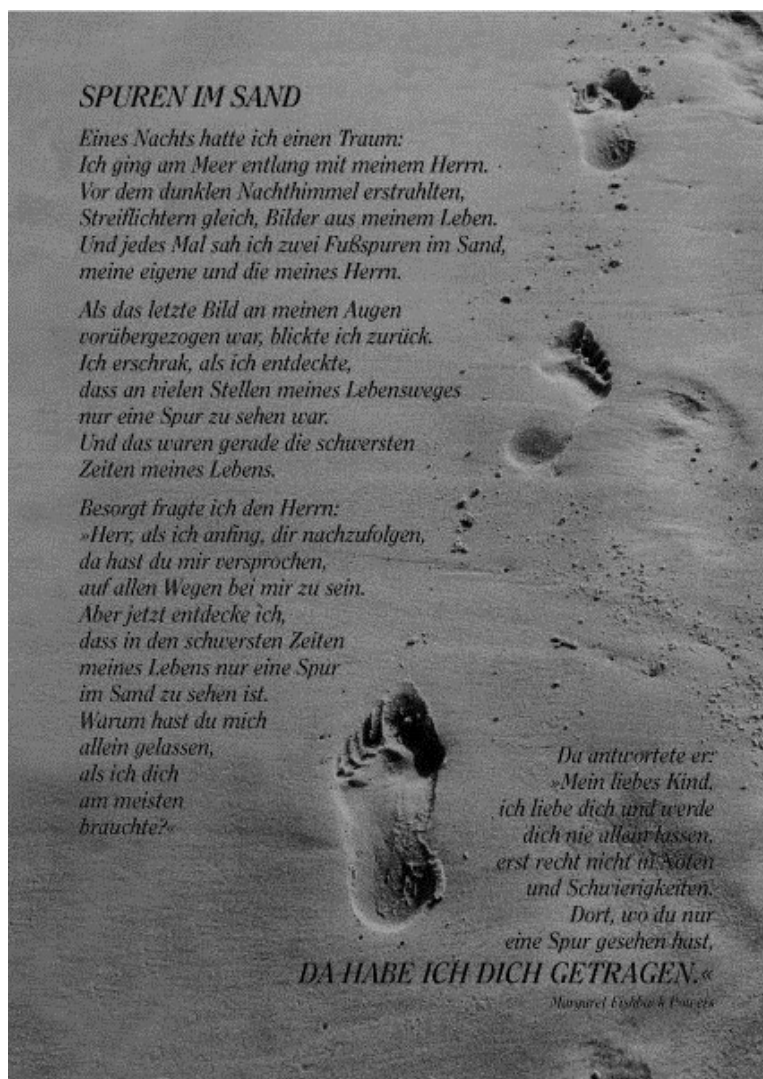 SPUREN IM SAND
Eines Nachts hatte ich einen Traum:
Ich ging am Meer entlang mit meinem Herrn.
Vor dem dunklen Nachthimmel erstrahlten,
Streiflichtern gleich, Bilder aus meinem Leben.
Und jedes Mal sah ich zwei Fußspuren im Sand,
meine eigene und die meines Herrn.
Als das letzte Bild an meinen Augen
vorübergezogen war, blickte ich zurück.
Ich erschrak, als ich entdeckte,
dass an vielen Stellen meines Lebensweges
nur eine Spur zu sehen war.
Und das waren gerade die schwersten
Zeiten meines Lebens.
Besorgt fragte ich den Herrn:
»Herr, als ich anfing, dir nachzufolgen,
da hast du mir versprochen,
auf allen Wegen bei mir zu sein.
Aber jetzt entdecke ich,
dass in den schwersten Zeiten
meines Lebens nur eine Spur
im Sand zu sehen ist.
Warum hast du mich
allein gelassen,
als ich dich
am meisten
brauchte?«
Da antwortete er:
»Mein liebes Kind,
ich liebe dich und werde
dich nie allein lassen,
erst recht nicht in Nöten
und Schwierigkeiten.
Dort, wo du nur
eine Spur gesehen hast,
DA HABE ICH DICH GETRAGEN.«
Margaret Fishback Powers